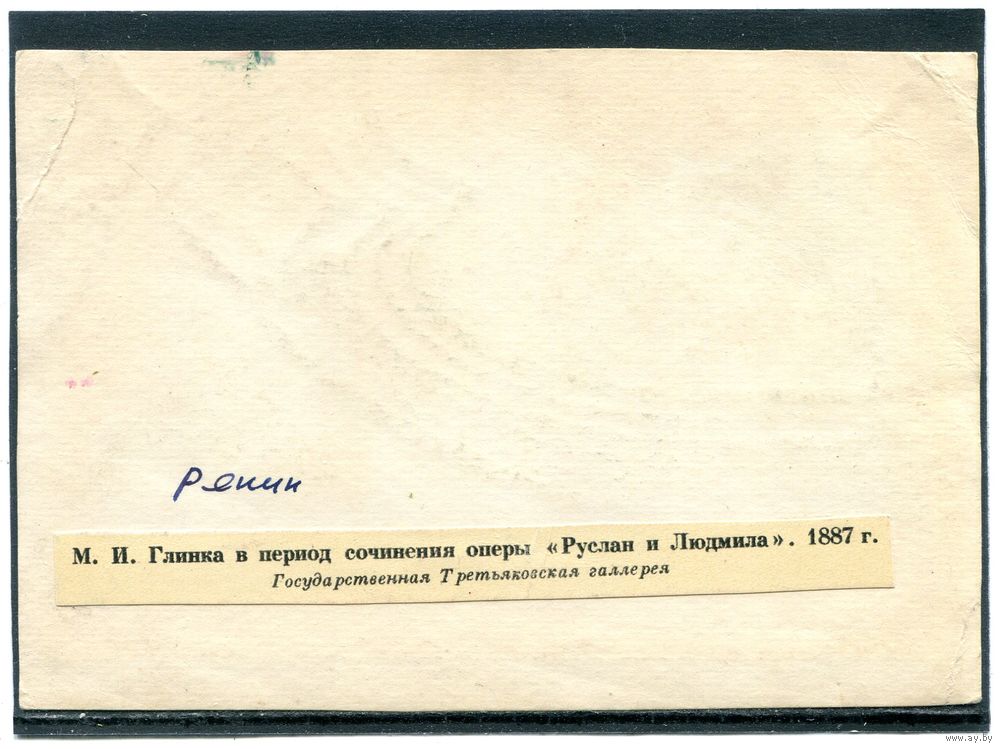 Репин
М. И. Глинка в период сочинения оперы «Руслан и Людмила». 1887 г.
Государственная Третьяковская галлерея
www.ay.by